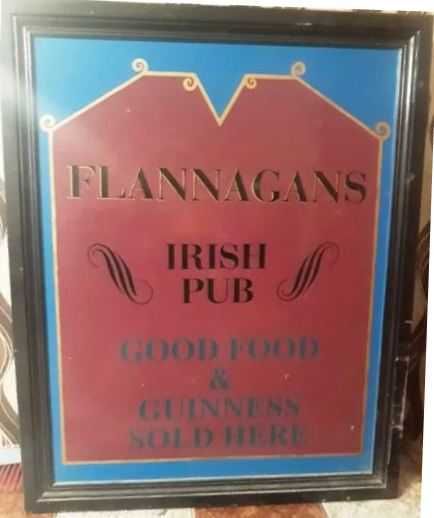 FLANNAGANS
IRISH
PUB
GOOD FOOD
&
GUINNESS
SOLD HERE